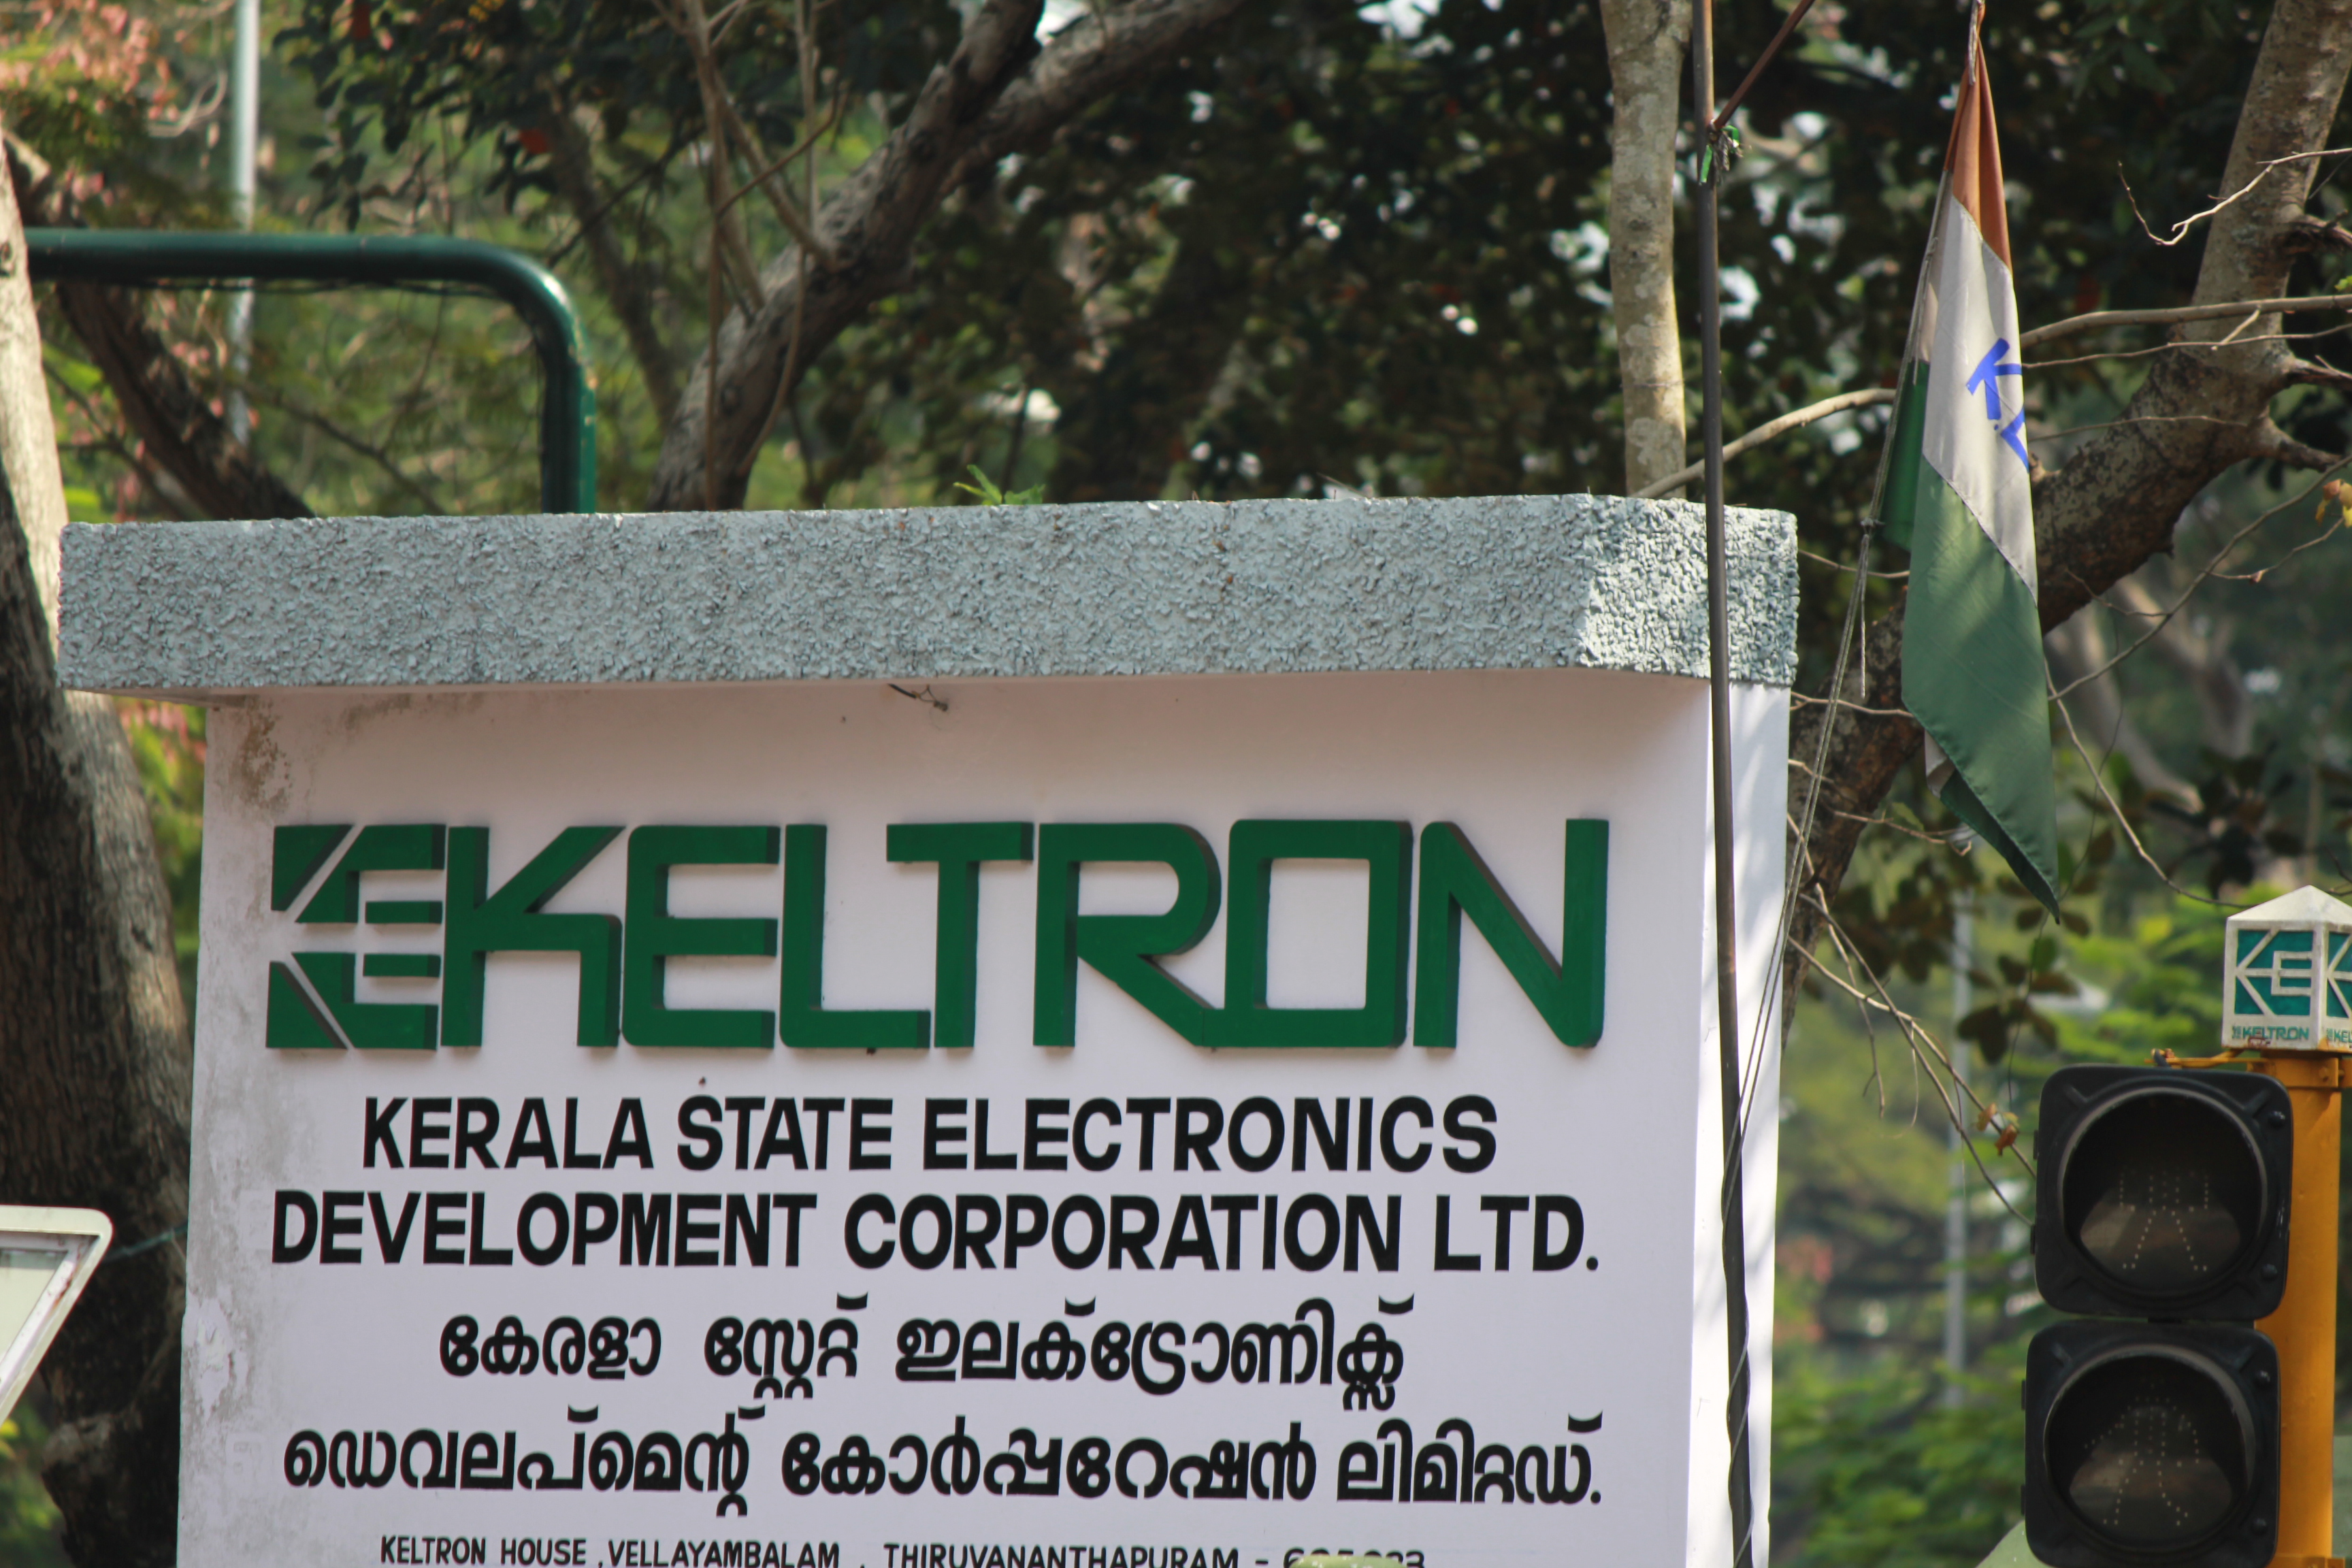 KELTRON
KERALA STATE ELECTRONICS
DEVELOPMENT CORPORATION LTD.
കേരളാ സ്റ്റേറ്റ് ഇലക്ട്രോണിക്സ്
ഡെവലപ്മെന്റ് കോർപ്പറേഷൻ ലിമിറ്റഡ്.
KELTRON HOUSE, VELLAYAMBALAM, THIRUVANANTHAPURAM -
KE
KELTRON